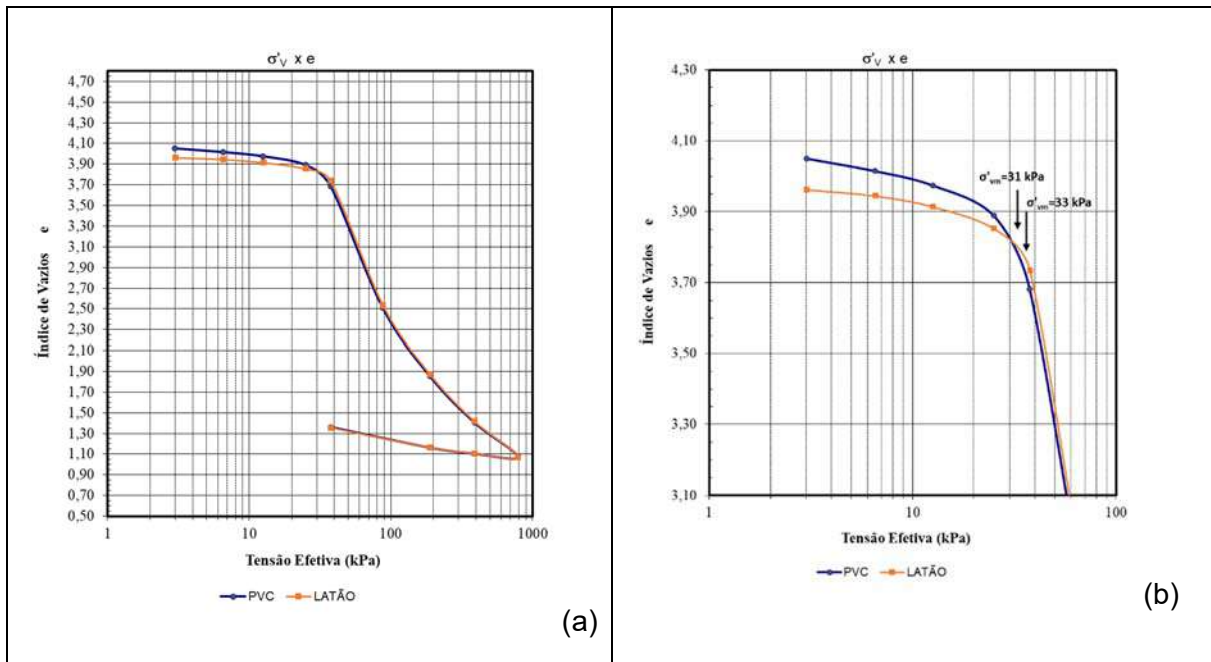 σ'V x e
4,70
4,50
4,30
4,10
3,90
3,70
3,50
3,30
3,10
2,90
2,70
2,50
2,30
2,10
1,90
1,70
1,50
1,30
1,10
0,90
0,70
0,50
Índice de Vazios e
1 10 100 1000
Tensão Efetiva (kPa)
PVC LATÃO
(a)
σ'V x e
4,30
4,10
3,90
3,70
3,50
3,30
3,10
Índice de Vazios e
σ'vm=31 kPa
σ'vm=33 kPa
1 10 100
Tensão Efetiva (kPa)
PVC LATÃO
(b)